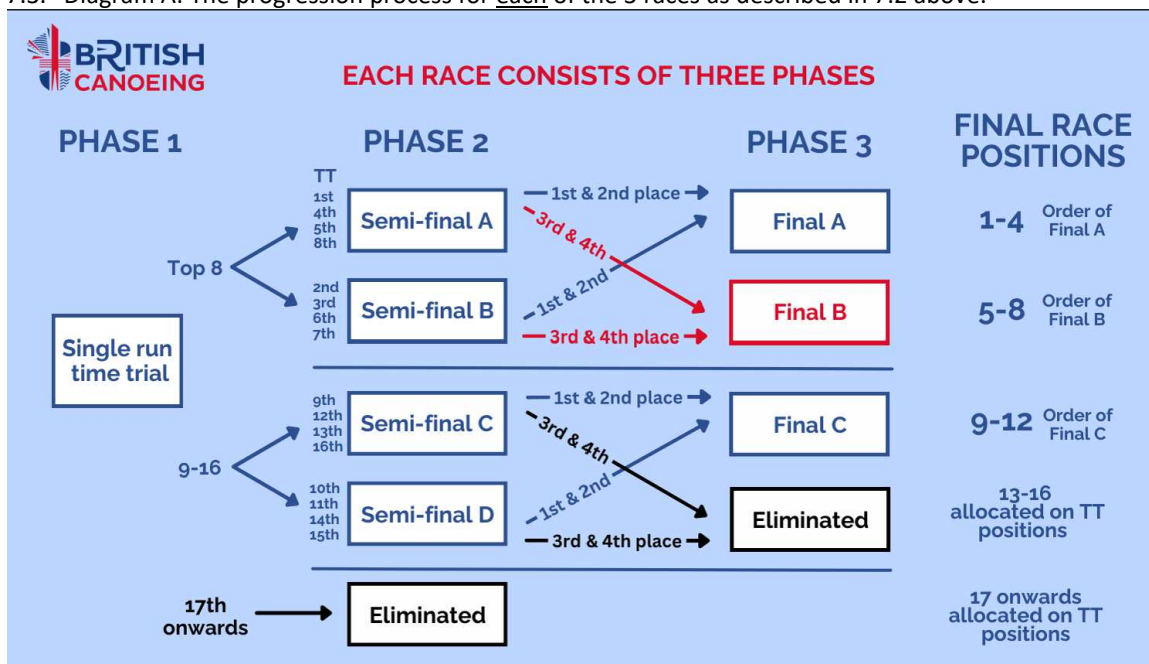 7.3. Diagram A: The progression process for each of the 3 races as described in 7.2 above.
BRITISH
CANOEING
EACH RACE CONSISTS OF THREE PHASES
PHASE 1
PHASE 2
PHASE 3
FINAL RACE
POSITIONS
TT
1st
4th
5th
8th
Semi-final A
1st & 2nd place
3rd & 4th
Final A
1-4
Order of
Final A
Top 8
2nd
3rd
6th
7th
Semi-final B
1st & 2nd
3rd & 4th place
Final B
5-8
Order of
Final B
Single run
time trial
9th
12th
13th
16th
Semi-final C
1st & 2nd place
3rd & 4th
Final C
9-12
Order of
Final C
9-16
10th
11th
14th
15th
Semi-final D
1st & 2nd
3rd & 4th place
Eliminated
13-16
allocated on TT
positions
17th
onwards
Eliminated
17 onwards
allocated on TT
positions